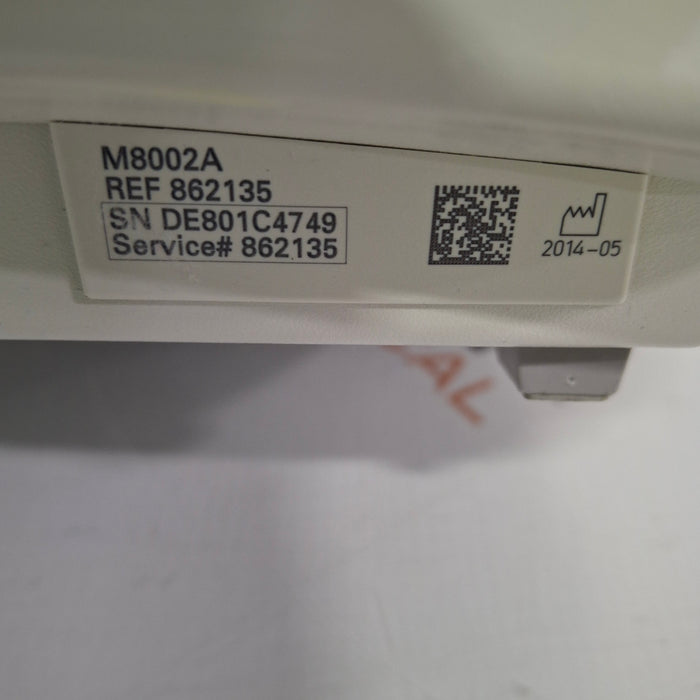 M8002A
REF 862135
SN DE801C4749
Service# 862135
2014-05